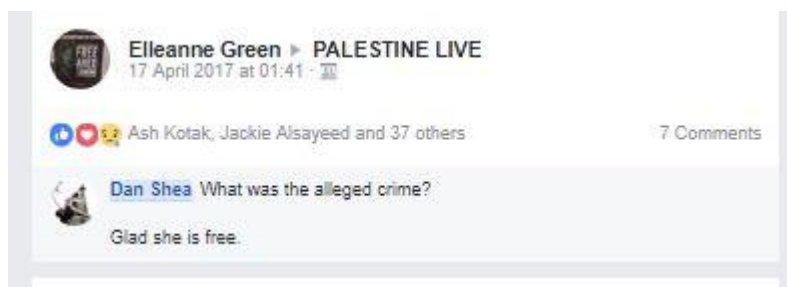 Elleanne Green ▸ PALESTINE LIVE
17 April 2017 at 01:41 ·
Ash Kotak, Jackie Alsayeed and 37 others 7 Comments
Dan Shea What was the alleged crime?
Glad she is free.